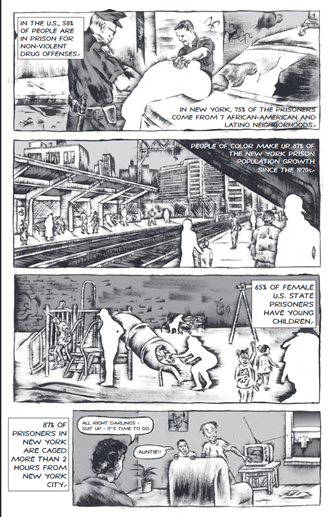 IN THE U.S., 58%
OF PEOPLE ARE
IN PRISON FOR
NON-VIOLENT
DRUG OFFENSES.
IN NEW YORK, 75% OF THE PRISONERS
COME FROM 7 AFRICAN-AMERICAN AND
LATINO NEIGHBORHOODS.
PEOPLE OF COLOR MAKE UP 87% OF
THE NEW YORK PRISON
POPULATION GROWTH
SINCE THE 1970s.
65% OF FEMALE
U.S. STATE
PRISONERS
HAVE YOUNG
CHILDREN.
87% OF
PRISONERS IN
NEW YORK
ARE CAGED
MORE THAN 2
HOURS FROM
NEW YORK
CITY.
ALL RIGHT DARLINGS -
SUIT UP - IT'S TIME TO GO.
AUNTIE!!